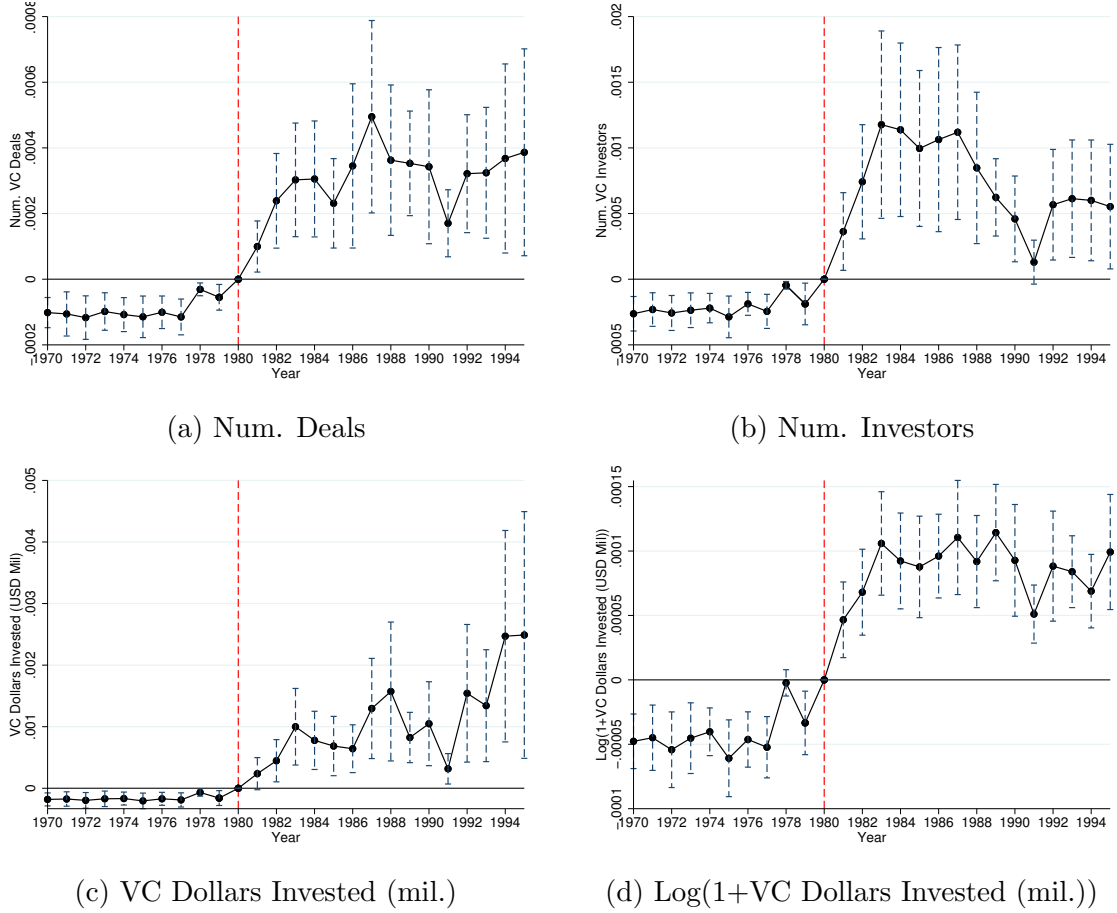 .0008
.0006
.0004
.0002
0
-.0002
Num. VC Deals
1970 1972 1974 1976 1978 1980 1982 1984 1986 1988 1990 1992 1994
Year
(a) Num. Deals
.002
.0015
.001
.0005
0
-.0005
Num. VC Investors
1970 1972 1974 1976 1978 1980 1982 1984 1986 1988 1990 1992 1994
Year
(b) Num. Investors
.005
.004
.003
.002
.001
0
VC Dollars Invested (USD Mil)
1970 1972 1974 1976 1978 1980 1982 1984 1986 1988 1990 1992 1994
Year
(c) VC Dollars Invested (mil.)
.00015
.0001
.00005
0
-.00005
-.0001
Log(1+VC Dollars Invested (USD Mil))
1970 1972 1974 1976 1978 1980 1982 1984 1986 1988 1990 1992 1994
Year
(d) Log(1+VC Dollars Invested (mil.))